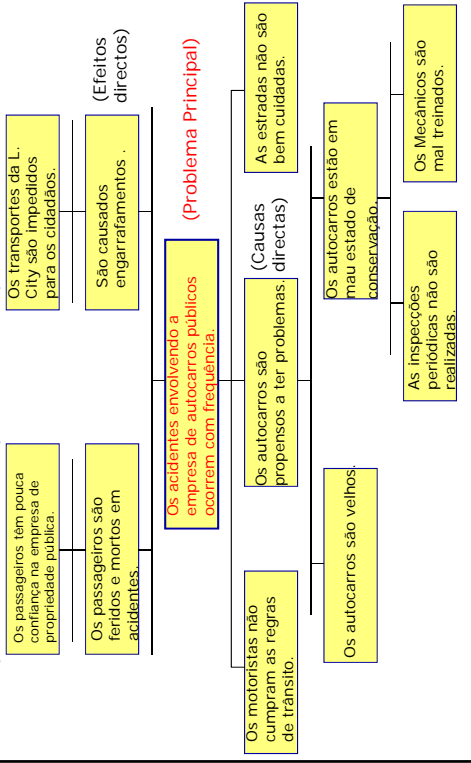 Os passageiros têm pouca
confiança na empresa de
propriedade pública.
Os transportes da L.
City são impedidos
para os cidadãos.
Os passageiros são
feridos e mortos em
acidentes.
São causados
engarrafamentos .
(Efeitos
directos)
Os acidentes envolvendo a
empresa de autocarros públicos
ocorrem com frequência.
(Problema Principal)
Os motoristas não
cumpram as regras
de trânsito.
Os autocarros são
propensos a ter problemas.
(Causas
directas)
As estradas não são
bem cuidadas.
Os autocarros são velhos.
Os autocarros estão em
mau estado de
conservação.
As inspecções
periódicas não são
realizadas.
Os Mecânicos são
mal treinados.